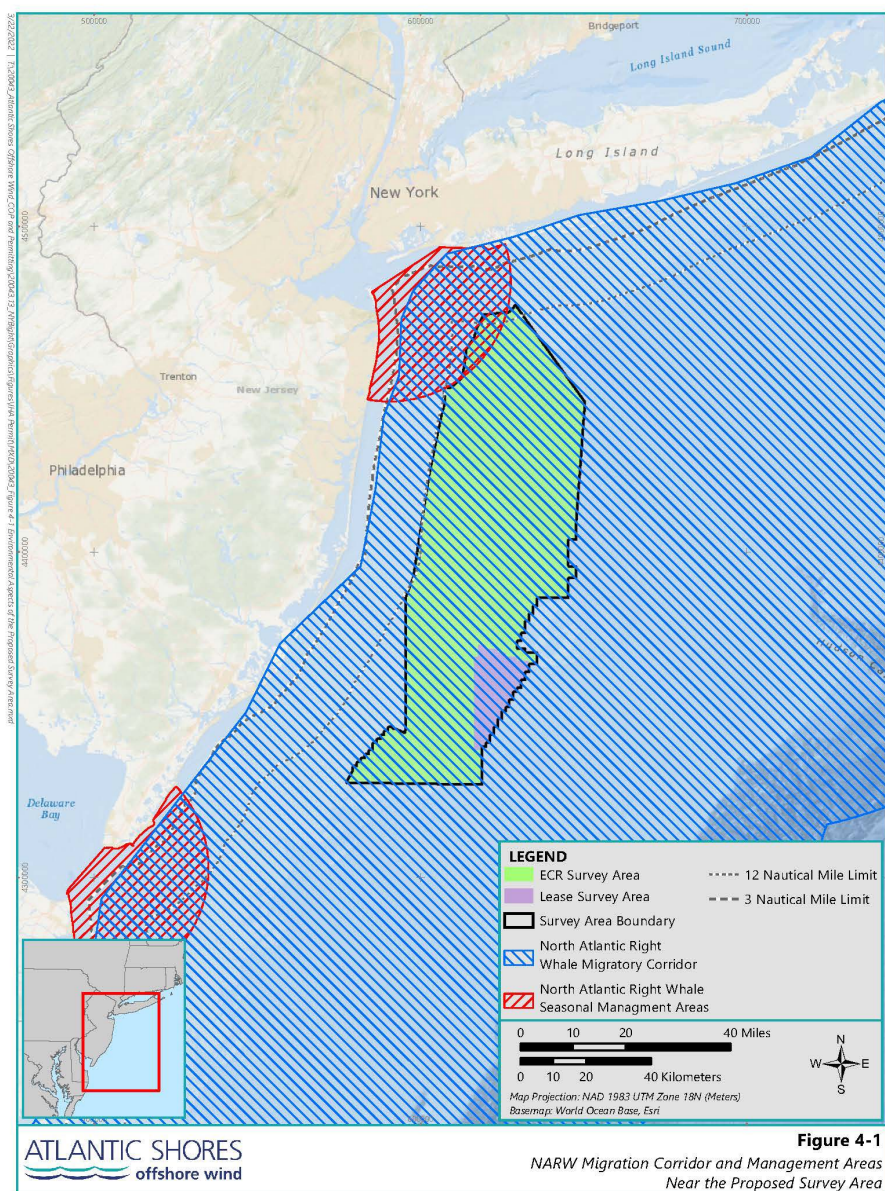 500000
600000
700000
Bridgeport
Long Island Sound
Long Island
New York
4500000
Trenton
New Jersey
Philadelphia
4400000
Delaware
Bay
4300000
LEGEND
ECR Survey Area
Lease Survey Area
Survey Area Boundary
North Atlantic Right
Whale Migratory Corridor
North Atlantic Right Whale
Seasonal Managment Areas
12 Nautical Mile Limit
3 Nautical Mile Limit
0 10 20 40 Miles
0 10 20 40 Kilometers
Map Projection: NAD 1983 UTM Zone 18N (Meters)
Basemap: World Ocean Base, Esri
N
W E
S
ATLANTIC SHORES
offshore wind
Figure 4-1
NARW Migration Corridor and Management Areas
Near the Proposed Survey Area